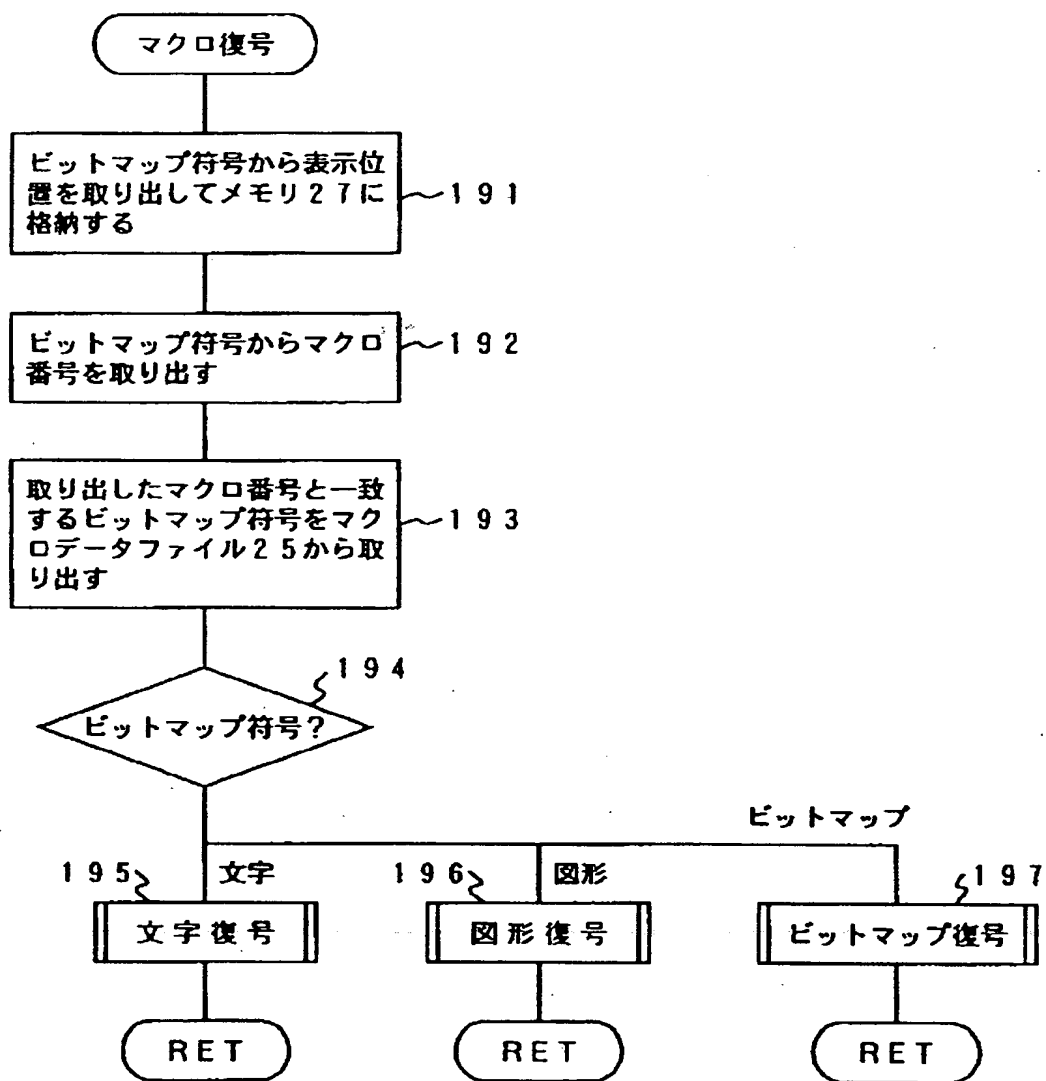 マクロ復号
ビットマップ符号から表示位
置を取り出してメモリ27に
格納する
191
ビットマップ符号からマクロ
番号を取り出す
192
取り出したマクロ番号と一致
するビットマップ符号をマク
ロデータファイル25から取
り出す
193
194
ビットマップ符号?
ビットマップ
195
文字
196
図形
197
文字復号
図形復号
ビットマップ復号
RET
RET
RET